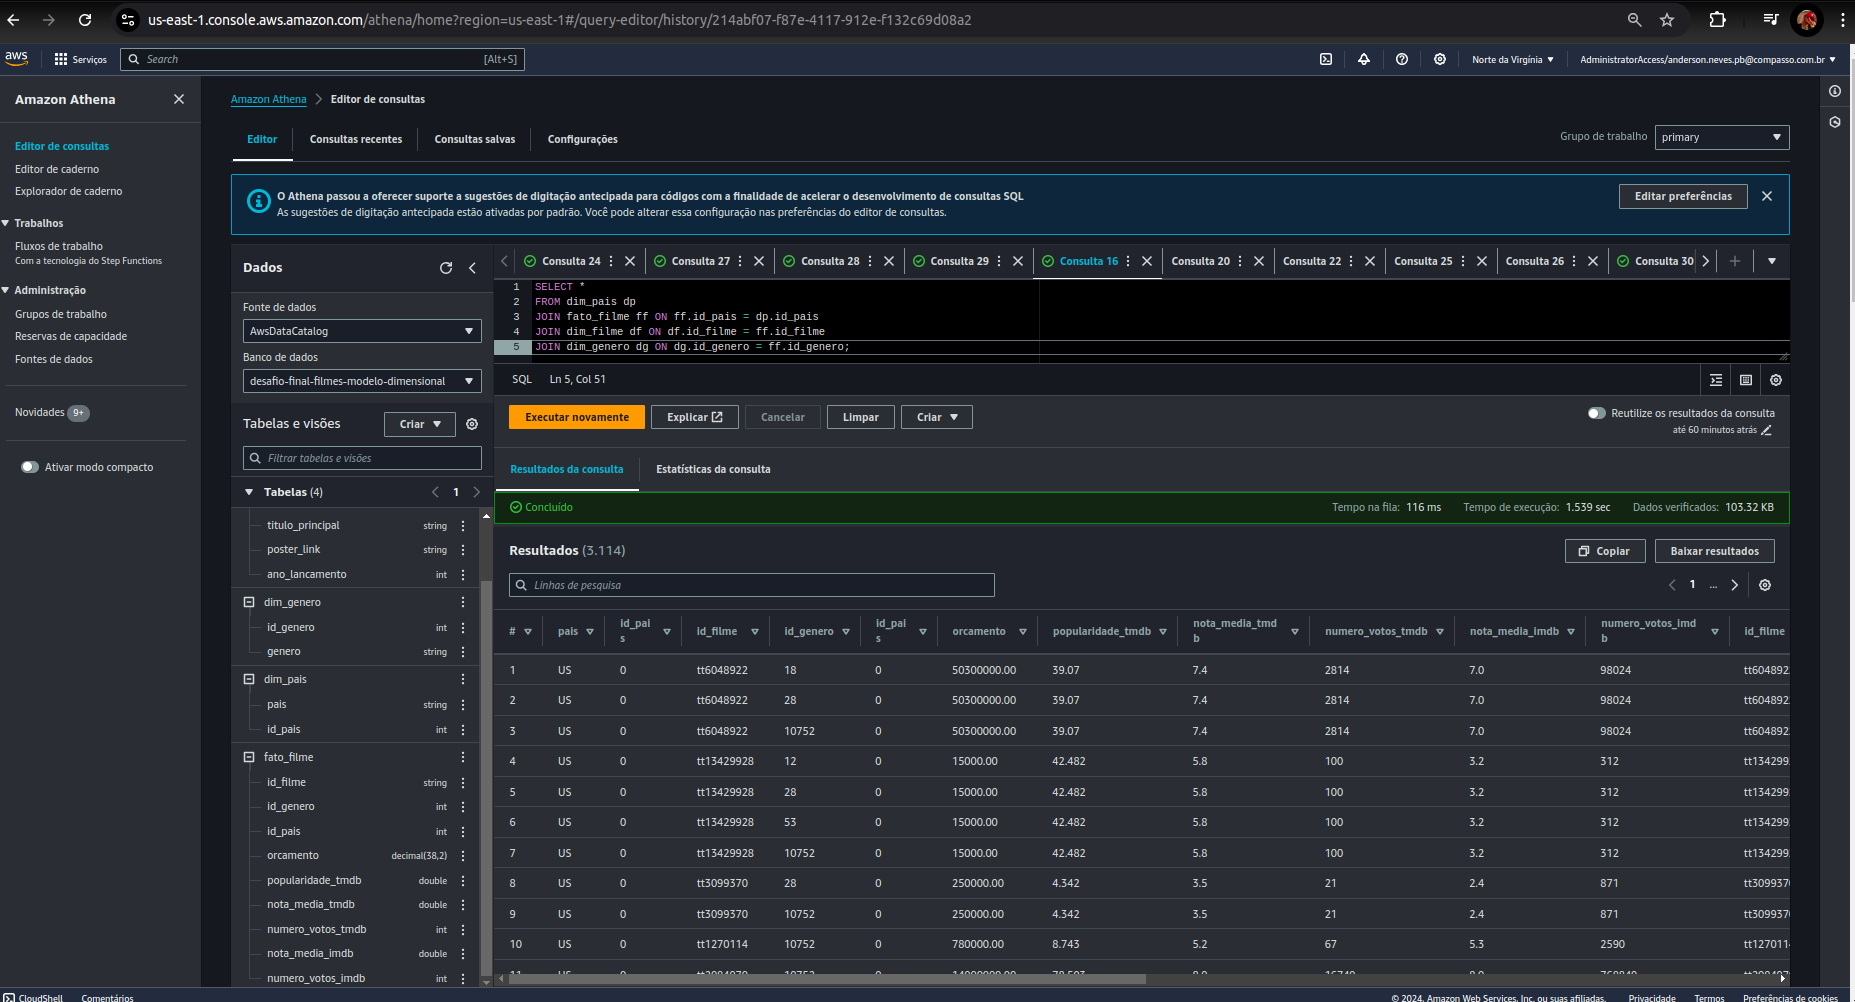 us-east-1.console.aws.amazon.com/athena/home?region=us-east-1#/query-editor/history/214abf07-f87e-4117-912e-f132c69d08a2
aws
Serviços
Search [Alt+S]
Norte da Virgínia
AdministratorAccess/anderson.neves.pb@compasso.com.br
Amazon Athena
Editor de consultas
Editor de caderno
Explorador de caderno
Trabalhos
Fluxos de trabalho
Com a tecnologia do Step Functions
Administração
Grupos de trabalho
Reservas de capacidade
Fontes de dados
Novidades 9+
Ativar modo compacto
Amazon Athena > Editor de consultas
Editor Consultas recentes Consultas salvas Configurações
Grupo de trabalho primary
O Athena passou a oferecer suporte a sugestões de digitação antecipada para códigos com a finalidade de acelerar o desenvolvimento de consultas SQL
As sugestões de digitação antecipada estão ativadas por padrão. Você pode alterar essa configuração nas preferências do editor de consultas.
Editar preferências
Dados
Fonte de dados
AwsDataCatalog
Banco de dados
desafio-final-filmes-modelo-dimensional
Tabelas e visões Criar
Filtrar tabelas e visões
Tabelas (4) 1
titulo_principal string
poster_link string
ano_lancamento int
dim_genero
id_genero int
genero string
dim_pais
pais string
id_pais int
fato_filme
id_filme string
id_genero int
id_pais int
orcamento decimal(38,2)
popularidade_tmdb double
nota_media_tmdb double
numero_votos_tmdb int
nota_media_imdb double
numero_votos_imdb int
Consulta 24 Consulta 27 Consulta 28 Consulta 29 Consulta 16 Consulta 20 Consulta 22 Consulta 25 Consulta 26 Consulta 30
1 SELECT *
2 FROM dim_pais dp
3 JOIN fato_filme ff ON ff.id_pais = dp.id_pais
4 JOIN dim_filme df ON df.id_filme = ff.id_filme
5 JOIN dim_genero dg ON dg.id_genero = ff.id_genero;
SQL Ln 5, Col 51
Executar novamente Explicar Cancelar Limpar Criar
Reutilize os resultados da consulta
até 60 minutos atrás
Resultados da consulta Estatísticas da consulta
Concluído Tempo na fila: 116 ms Tempo de execução: 1.539 sec Dados verificados: 103.32 KB
Resultados (3.114) Copiar Baixar resultados
Linhas de pesquisa 1 ...
# pais id_pais id_filme id_genero id_pais orcamento popularidade_tmdb nota_media_tmdb numero_votos_tmdb nota_media_imdb numero_votos_imdb id_filme
1 US 0 tt6048922 18 0 50300000.00 39.07 7.4 2814 7.0 98024 tt604892
2 US 0 tt6048922 28 0 50300000.00 39.07 7.4 2814 7.0 98024 tt604892
3 US 0 tt6048922 10752 0 50300000.00 39.07 7.4 2814 7.0 98024 tt604892
4 US 0 tt13429928 12 0 15000.00 42.482 5.8 100 3.2 312 tt134299
5 US 0 tt13429928 28 0 15000.00 42.482 5.8 100 3.2 312 tt134299
6 US 0 tt13429928 53 0 15000.00 42.482 5.8 100 3.2 312 tt134299
7 US 0 tt13429928 10752 0 15000.00 42.482 5.8 100 3.2 312 tt134299
8 US 0 tt3099370 28 0 250000.00 4.342 3.5 21 2.4 871 tt309937
9 US 0 tt3099370 10752 0 250000.00 4.342 3.5 21 2.4 871 tt309937
10 US 0 tt1270114 10752 0 780000.00 8.743 5.2 67 5.3 2590 tt127011
CloudShell Comentários
© 2024, Amazon Web Services, Inc. ou suas afiliadas. Privacidade Termos Preferências de cookies